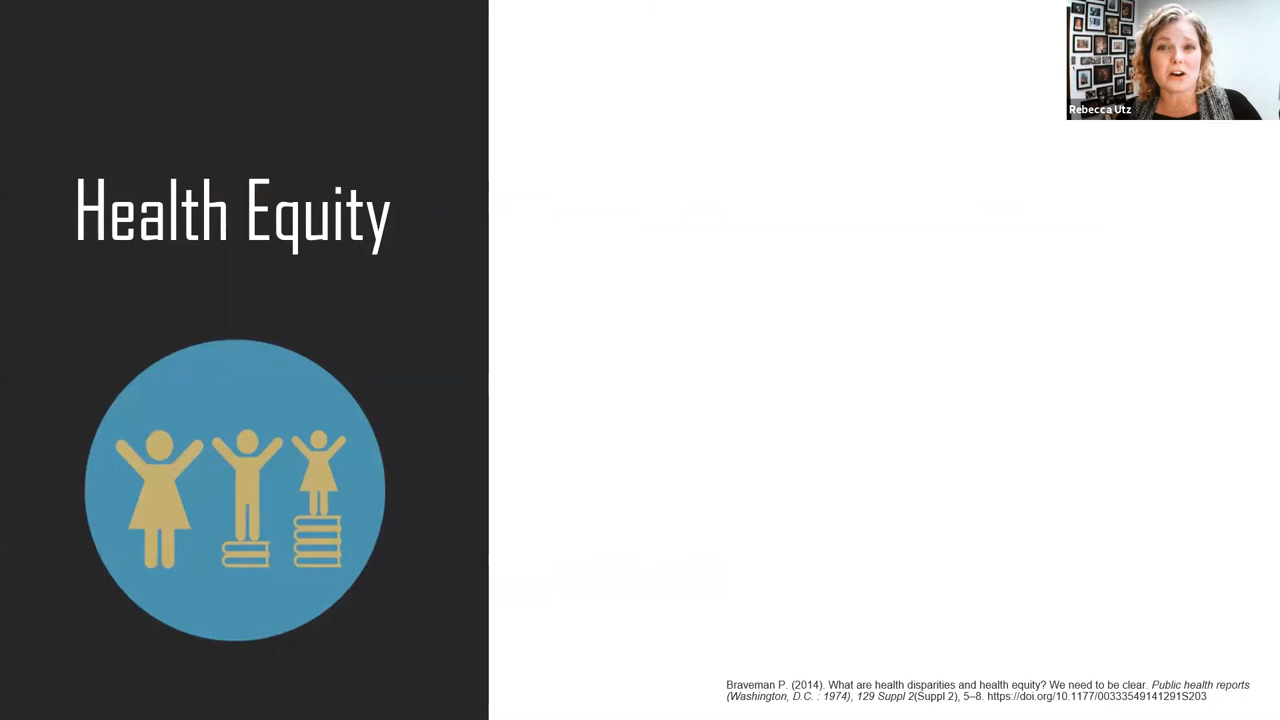 Rebecca Utz
Health Equity
Braveman P. (2014). What are health disparities and health equity? We need to be clear. Public health reports
(Washington, D.C. : 1974), 129 Suppl 2(Suppl 2), 5–8. https://doi.org/10.1177/00333549141291S203